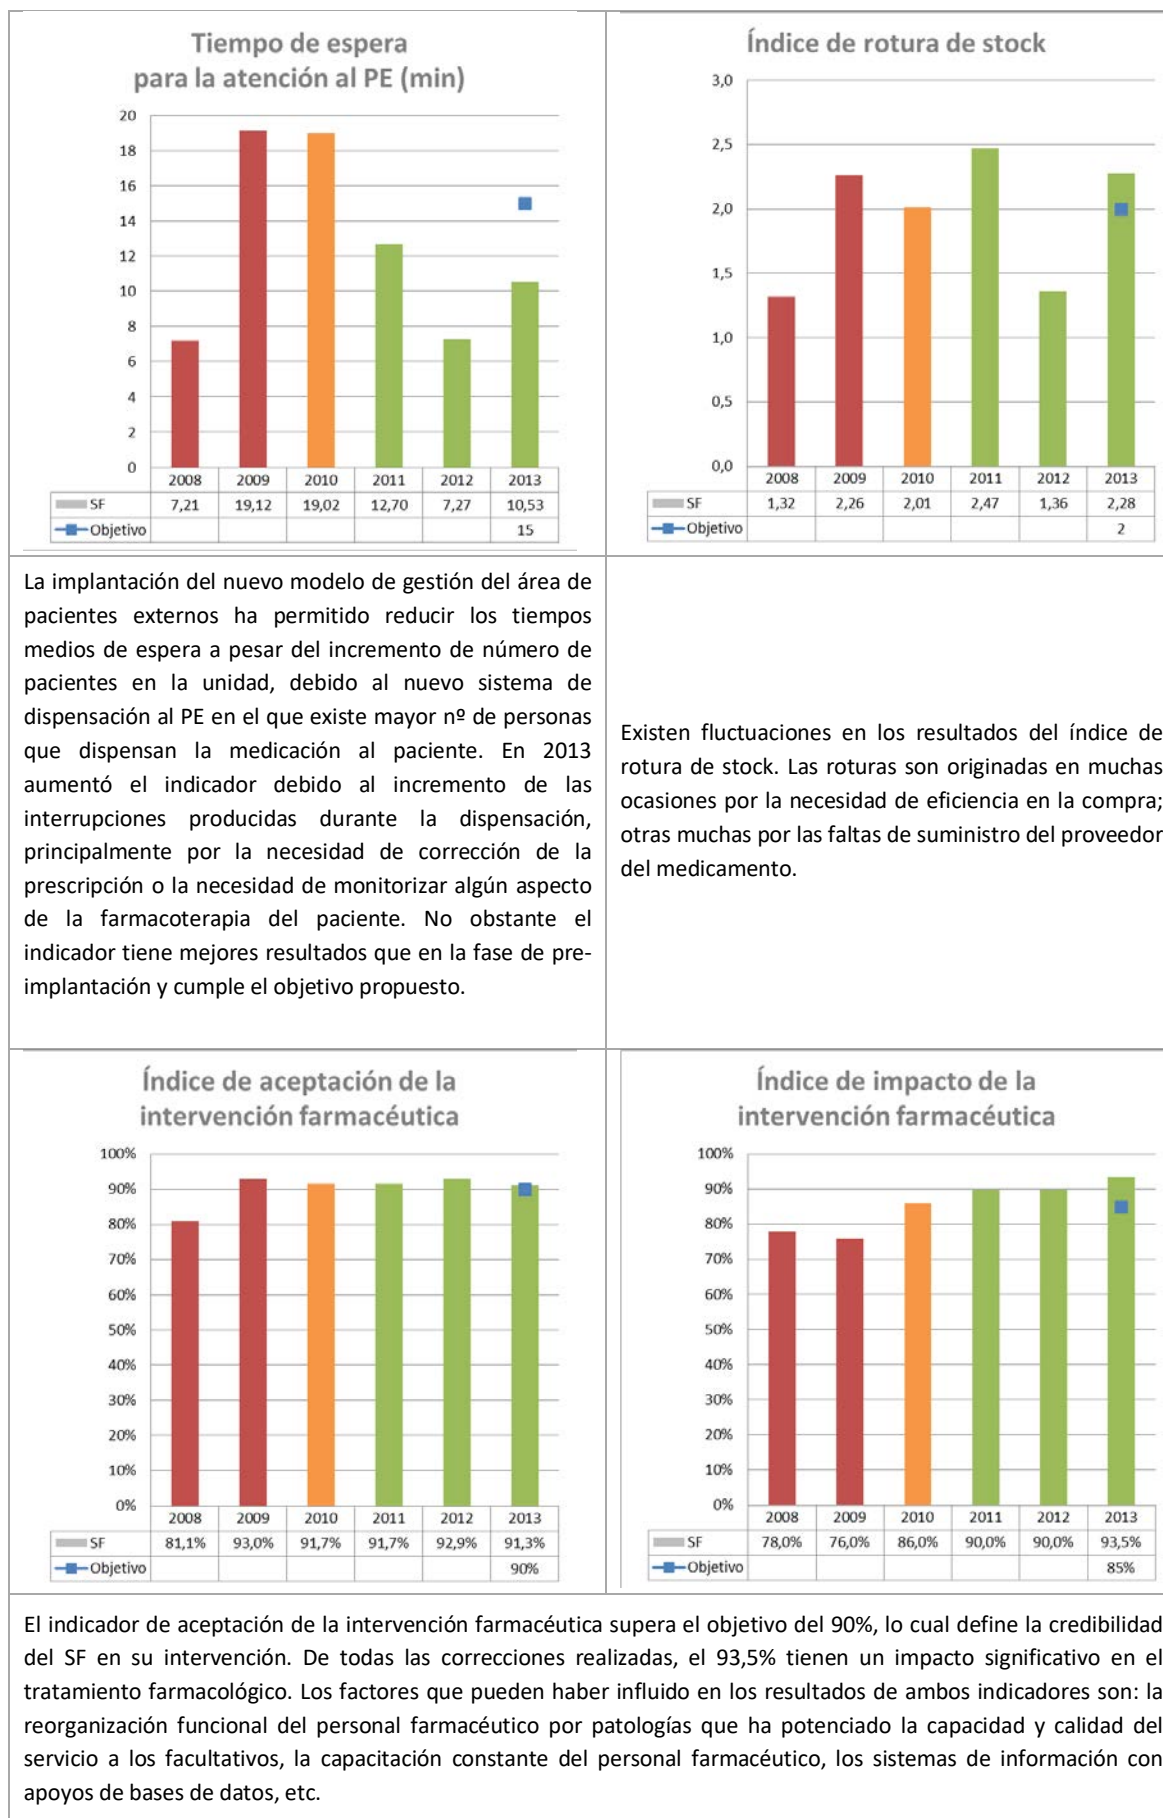 Tiempo de espera
para la atención al PE (min)
20
18
16
14
12
10
8
6
4
2
0
2008 2009 2010 2011 2012 2013
SF 7,21 19,12 19,02 12,70 7,27 10,53
Objetivo 15
Índice de rotura de stock
3,0
2,5
2,0
1,5
1,0
0,5
0,0
2008 2009 2010 2011 2012 2013
SF 1,32 2,26 2,01 2,47 1,36 2,28
Objetivo 2
La implantación del nuevo modelo de gestión del área de
pacientes externos ha permitido reducir los tiempos
medios de espera a pesar del incremento de número de
pacientes en la unidad, debido al nuevo sistema de
dispensación al PE en el que existe mayor nº de personas
que dispensan la medicación al paciente. En 2013
aumentó el indicador debido al incremento de las
interrupciones producidas durante la dispensación,
principalmente por la necesidad de corrección de la
prescripción o la necesidad de monitorizar algún aspecto
de la farmacoterapia del paciente. No obstante el
indicador tiene mejores resultados que en la fase de pre-
implantación y cumple el objetivo propuesto.
Existen fluctuaciones en los resultados del índice de
rotura de stock. Las roturas son originadas en muchas
ocasiones por la necesidad de eficiencia en la compra;
otras muchas por las faltas de suministro del proveedor
del medicamento.
Índice de aceptación de la
intervención farmacéutica
100%
90%
80%
70%
60%
50%
40%
30%
20%
10%
0%
2008 2009 2010 2011 2012 2013
SF 81,1% 93,0% 91,7% 91,7% 92,9% 91,3%
Objetivo 90%
Índice de impacto de la
intervención farmacéutica
100%
90%
80%
70%
60%
50%
40%
30%
20%
10%
0%
2008 2009 2010 2011 2012 2013
SF 78,0% 76,0% 86,0% 90,0% 90,0% 93,5%
Objetivo 85%
El indicador de aceptación de la intervención farmacéutica supera el objetivo del 90%, lo cual define la credibilidad
del SF en su intervención. De todas las correcciones realizadas, el 93,5% tienen un impacto significativo en el
tratamiento farmacológico. Los factores que pueden haber influido en los resultados de ambos indicadores son: la
reorganización funcional del personal farmacéutico por patologías que ha potenciado la capacidad y calidad del
servicio a los facultativos, la capacitación constante del personal farmacéutico, los sistemas de información con
apoyos de bases de datos, etc.